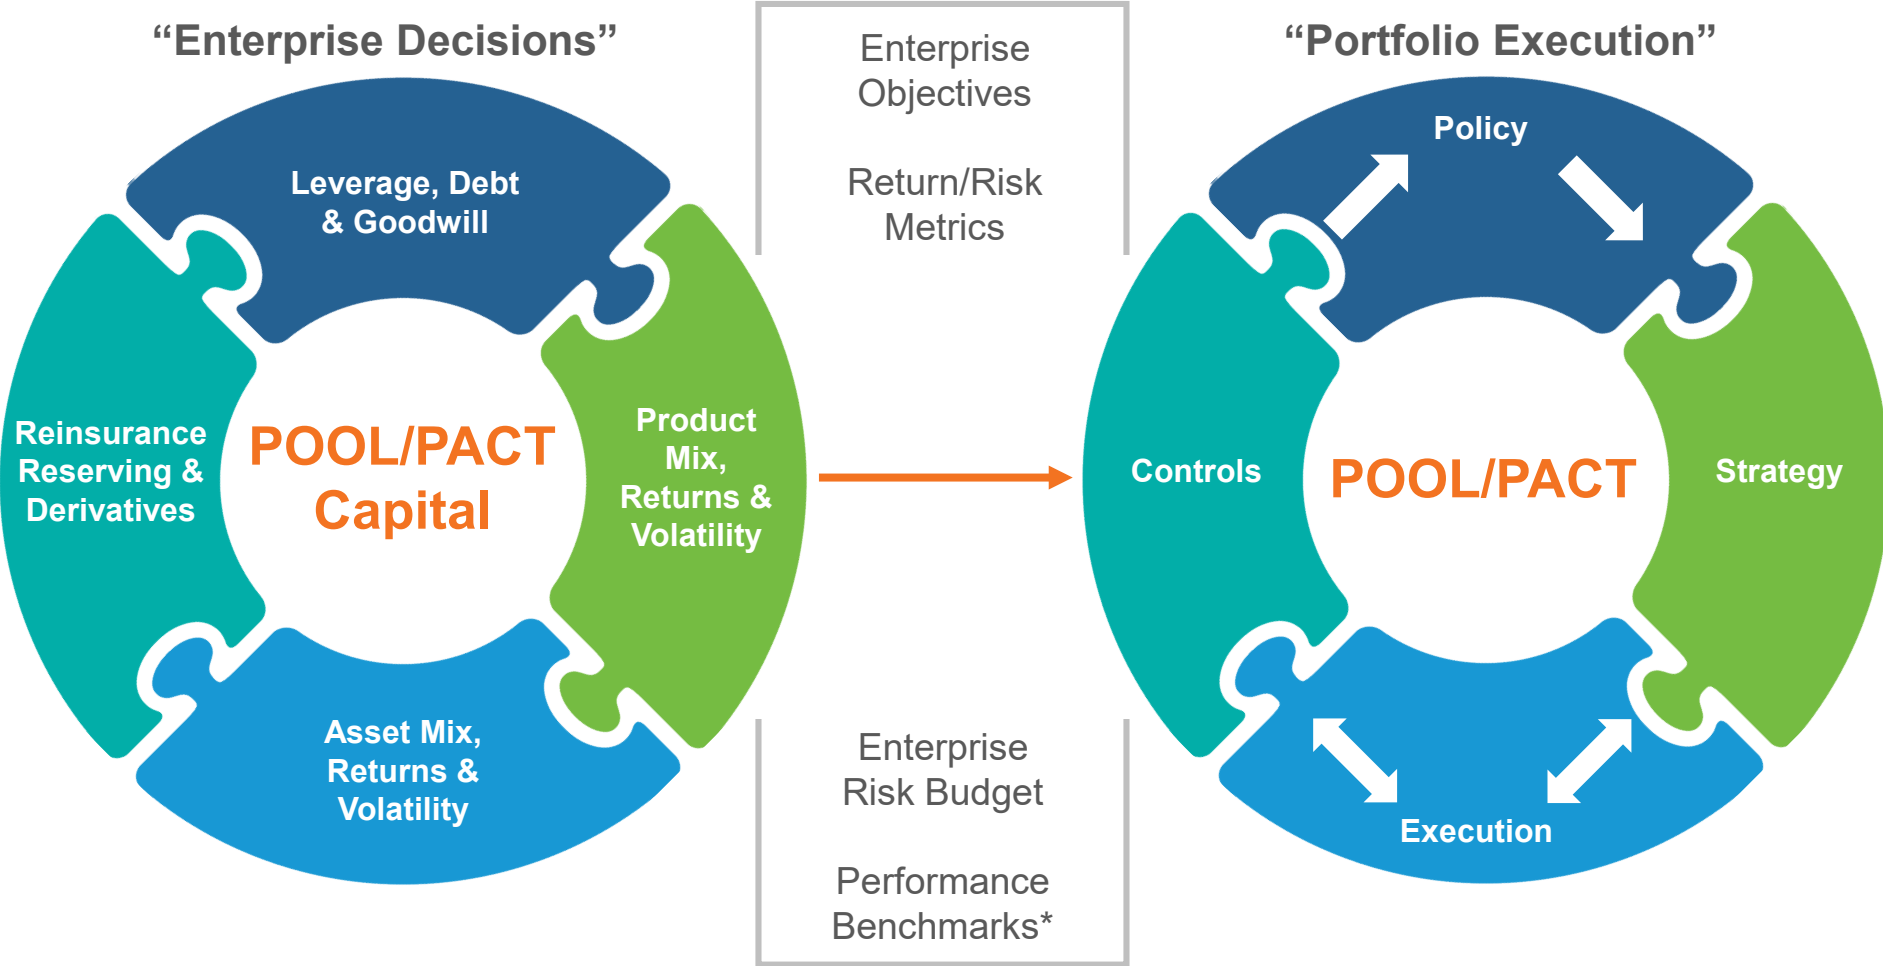 “Enterprise Decisions”
Leverage, Debt
& Goodwill
Reinsurance
Reserving &
Derivatives
POOL/PACT
Capital
Product
Mix,
Returns &
Volatility
Asset Mix,
Returns &
Volatility
Enterprise
Objectives
Return/Risk
Metrics
Enterprise
Risk Budget
Performance
Benchmarks*
“Portfolio Execution”
Policy
Controls
POOL/PACT
Strategy
Execution